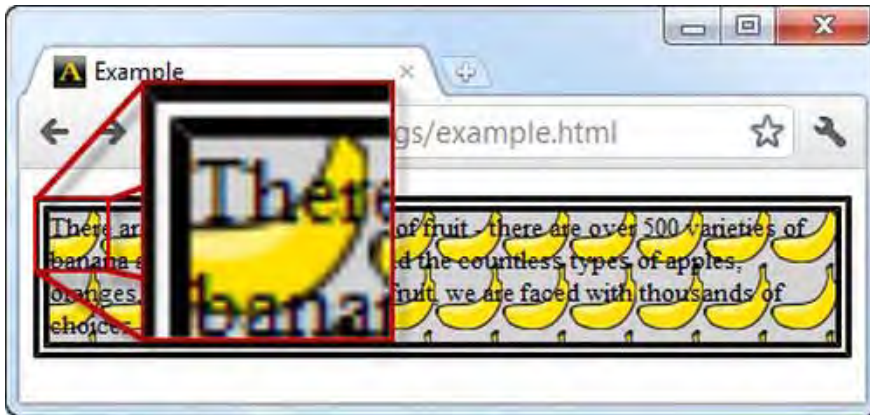 A Example
gs/example.html
There ar of fruit - there are over 500 varieties of
banana a d the countless types of apples,
oranges, fruit, we are faced with thousands of
choices
There
banan